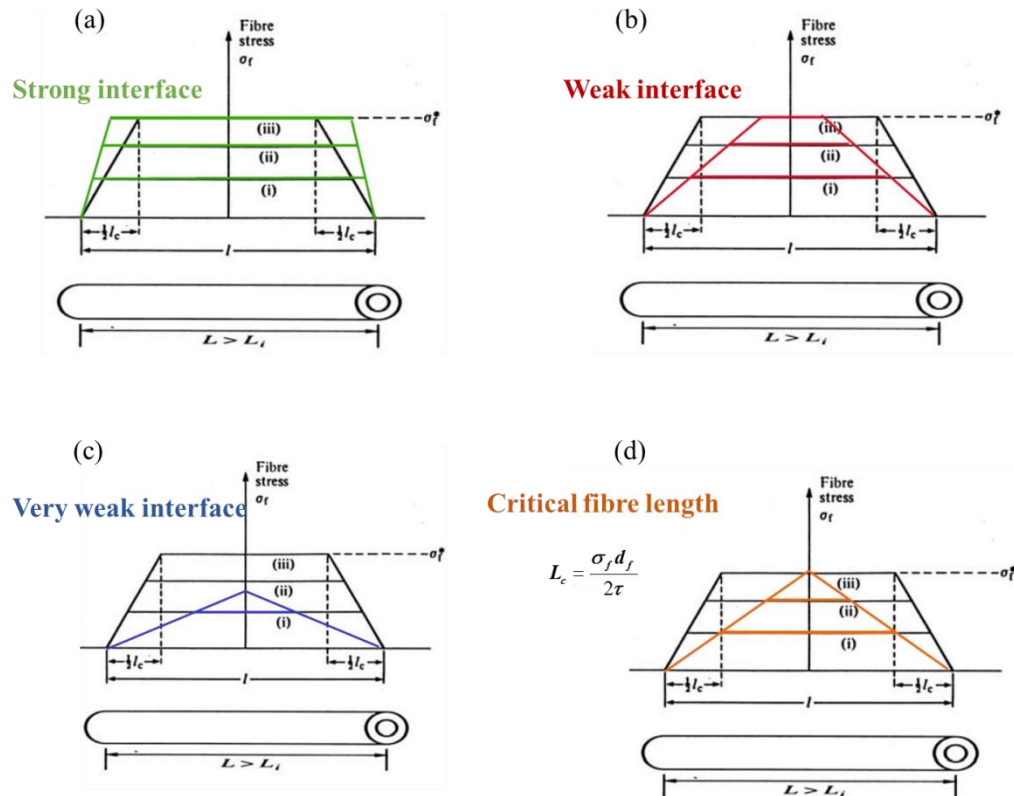 (a)
Fibre
stress
σf
Strong interface
σf*
(iii)
(ii)
(i)
½lc
½lc
l
L > Li
(b)
Fibre
stress
σf
Weak interface
σf*
(iii)
(ii)
(i)
½lc
½lc
l
L > Li
(c)
Fibre
stress
σf
Very weak interface
σf*
(iii)
(ii)
(i)
½lc
½lc
l
L > Li
(d)
Fibre
stress
σf
Critical fibre length
Lc = σf df / 2τ
σf*
(iii)
(ii)
(i)
½lc
½lc
l
L > Li